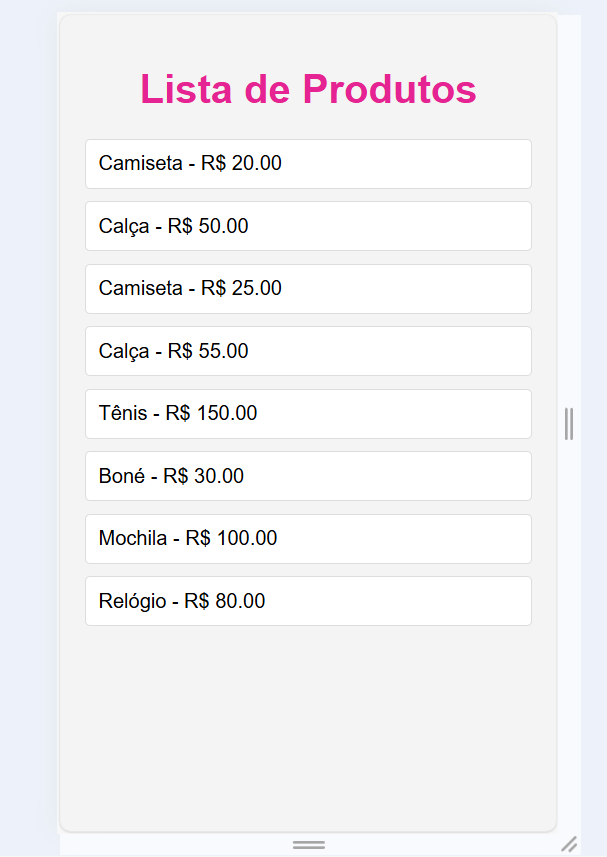 Lista de Produtos
Camiseta - R$ 20.00
Calça - R$ 50.00
Camiseta - R$ 25.00
Calça - R$ 55.00
Tênis - R$ 150.00
Boné - R$ 30.00
Mochila - R$ 100.00
Relógio - R$ 80.00